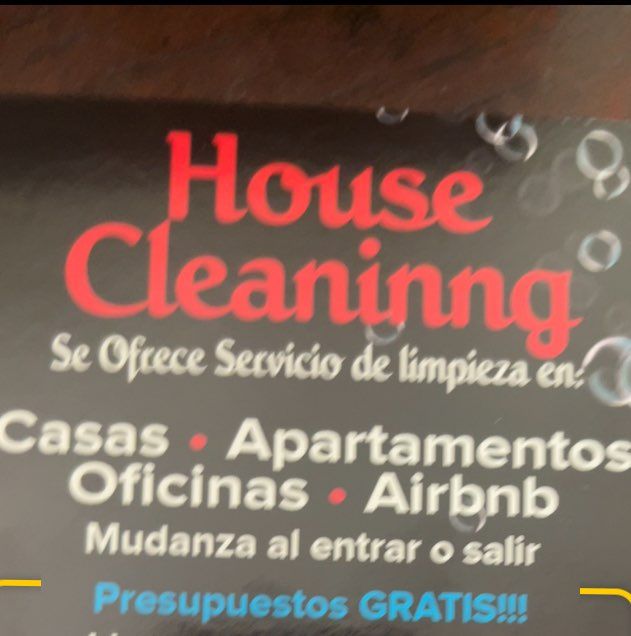 House
Cleaninng
Se Ofrece Servicio de limpieza en:
Casas • Apartamentos
Oficinas • Airbnb
Mudanza al entrar o salir
Presupuestos GRATIS!!!